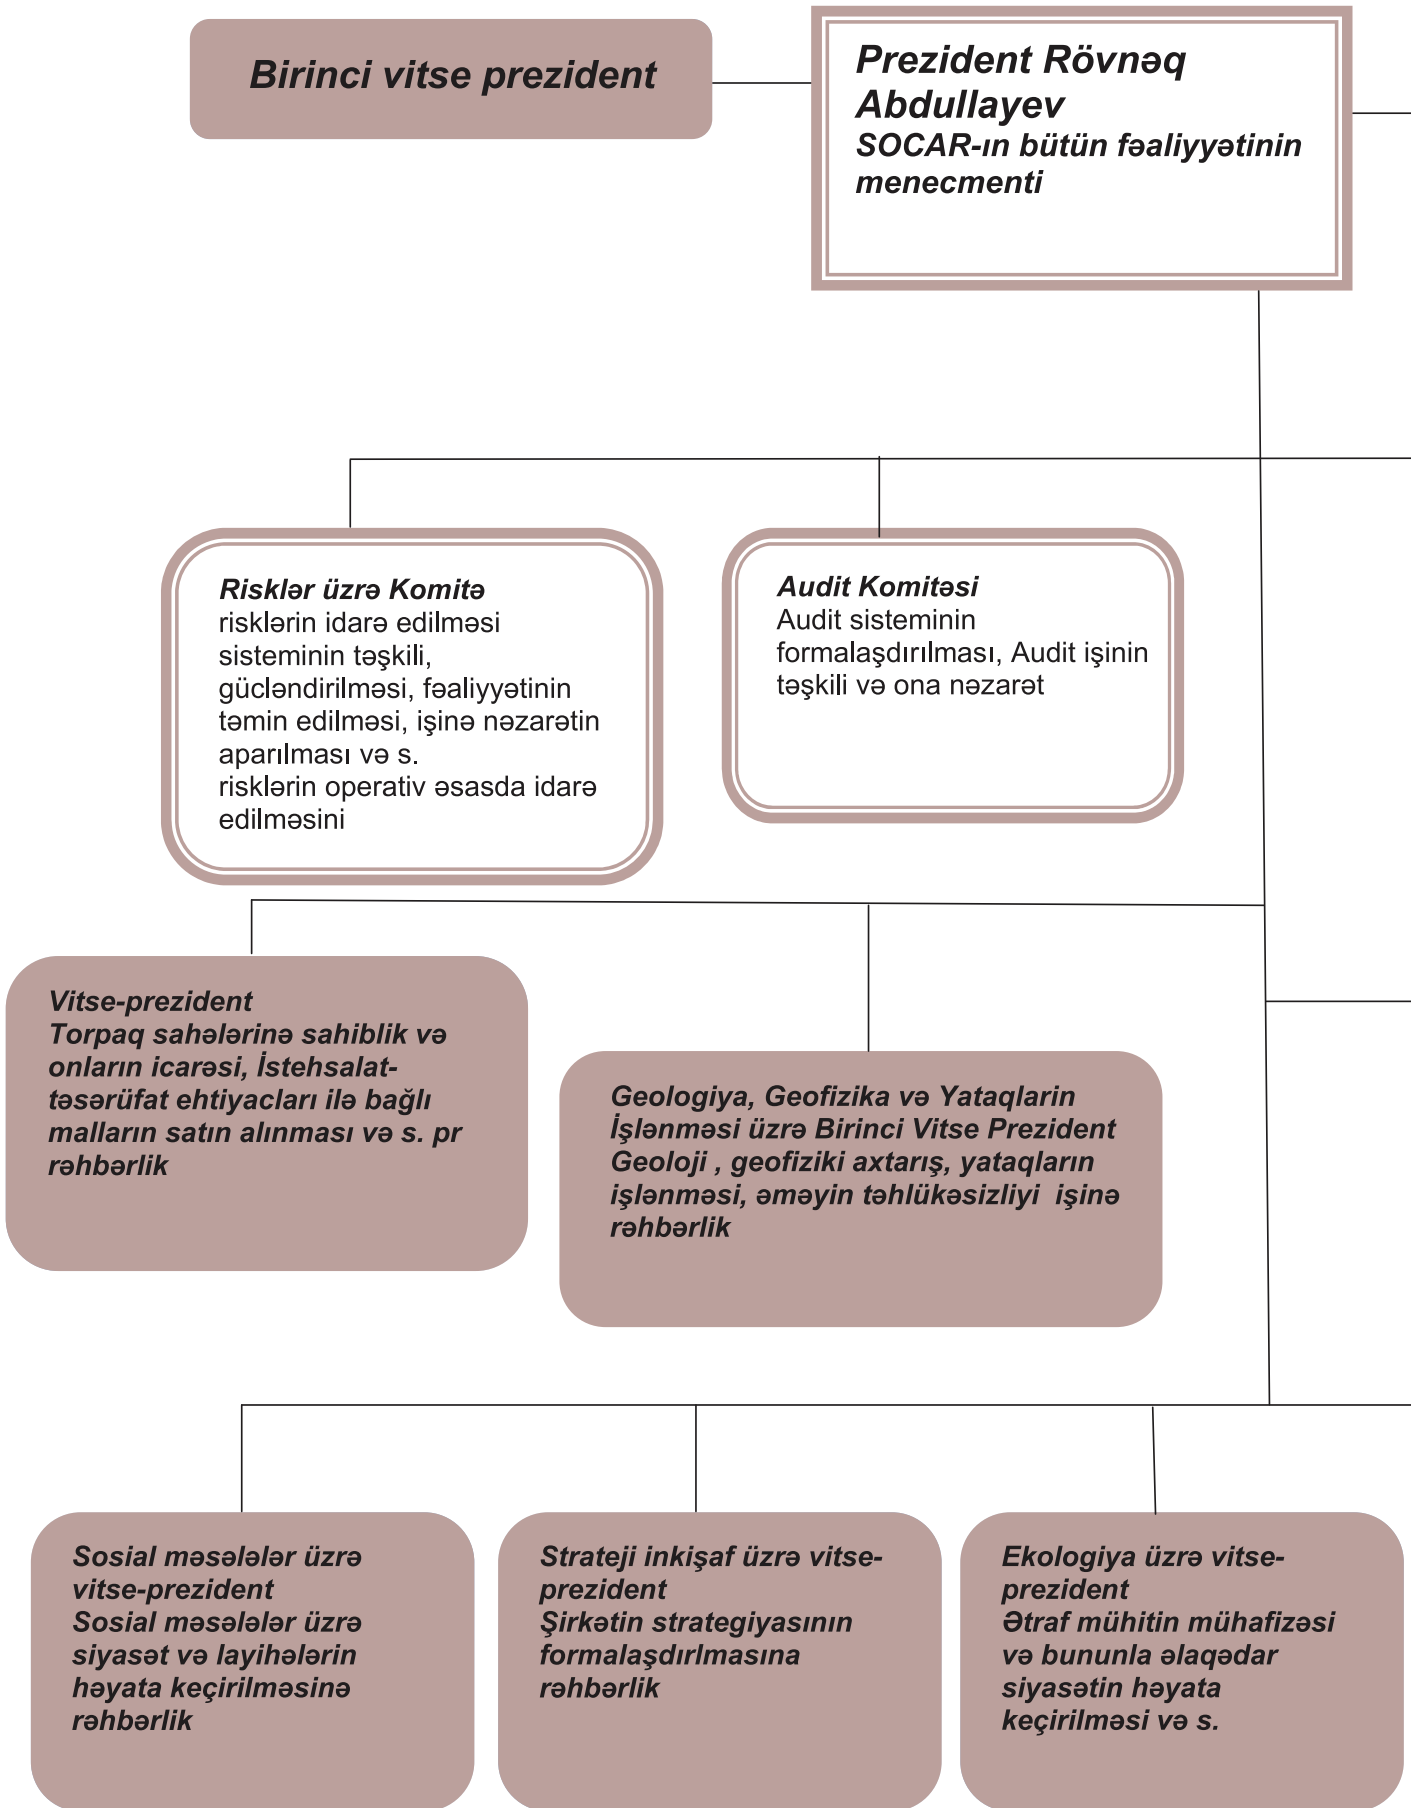 Birinci vitse prezident
Prezident Rövnəq
Abdullayev
SOCAR-ın bütün fəaliyyətinin
menecmenti
Risklər üzrə Komitə
risklərin idarə edilməsi
sisteminin təşkili,
gücləndirilməsi, fəaliyyətinin
təmin edilməsi, işinə nəzarətin
aparılması və s.
risklərin operativ əsasda idarə
edilməsini
Audit Komitəsi
Audit sisteminin
formalaşdırılması, Audit işinin
təşkili və ona nəzarət
Vitse-prezident
Torpaq sahələrinə sahiblik və
onların icarəsi, İstehsalat-
təsərüfat ehtiyacları ilə bağlı
malların satın alınması və s. pr
rəhbərlik
Geologiya, Geofizika və Yataqlarin
İşlənməsi üzrə Birinci Vitse Prezident
Geoloji , geofiziki axtarış, yataqların
işlənməsi, əməyin təhlükəsizliyi  işinə
rəhbərlik
Sosial məsələlər üzrə
vitse-prezident
Sosial məsələlər üzrə
siyasət və layihələrin
həyata keçirilməsinə
rəhbərlik
Strateji inkişaf üzrə vitse-
prezident
Şirkətin strategiyasının
formalaşdırlmasına
rəhbərlik
Ekologiya üzrə vitse-
prezident
Ətraf mühitin mühafizəsi
və bununla əlaqədar
siyasətin həyata
keçirilməsi və s.